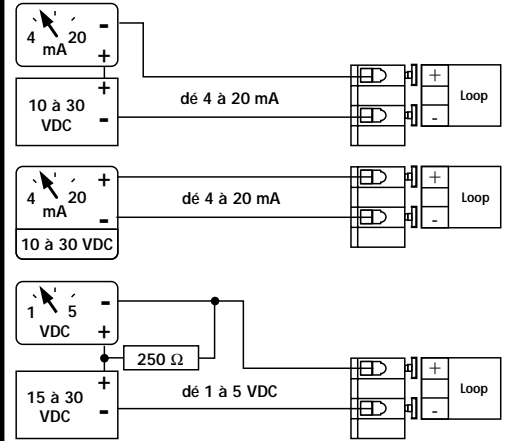 4 20 -
mA
+
+
10 à 30
VDC -
dé 4 à 20 mA
+
-
Loop
4 20 +
mA
-
10 à 30 VDC
dé 4 à 20 mA
+
-
Loop
1 5 -
VDC +
250 Ω
+
15 à 30
VDC -
dé 1 à 5 VDC
+
-
Loop